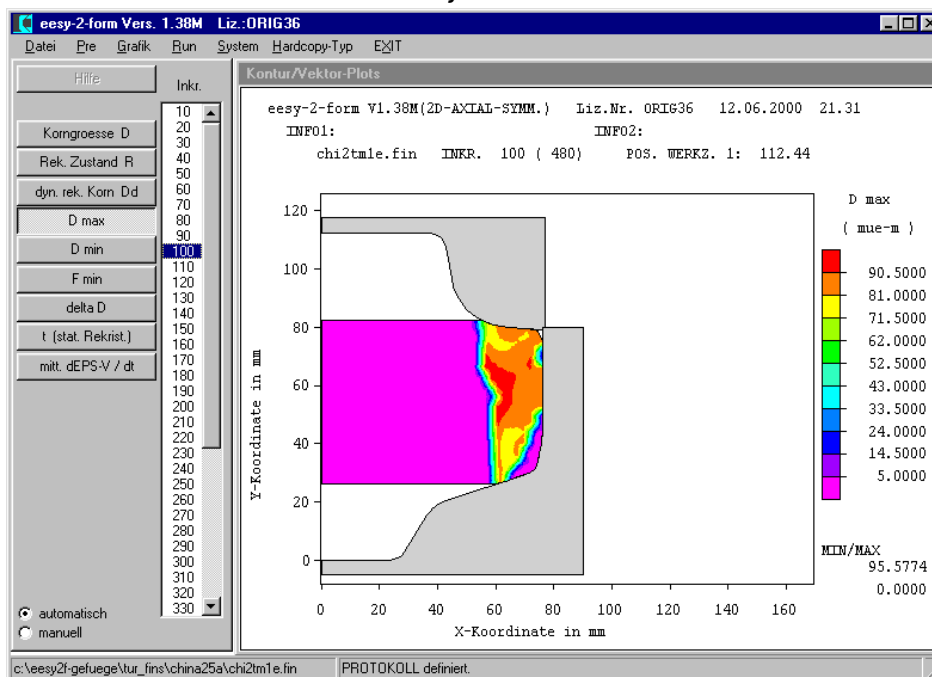 eesy-2-form Vers. 1.38M Liz.:ORIG36
Datei Pre Grafik Run System Hardcopy-Typ EXIT
Hilfe
Inkr.
Korngroesse D
Rek. Zustand R
dyn. rek. Korn Dd
D max
D min
F min
delta D
t (stat. Rekrist.)
mitt. dEPS-V / dt
10
20
30
40
50
60
70
80
90
100
110
120
130
140
150
160
170
180
190
200
210
220
230
240
250
260
270
280
290
300
310
320
330
automatisch
manuell
Kontur/Vektor-Plots
eesy-2-form V1.38M(2D-AXIAL-SYMM.) Liz.Nr. ORIG36 12.06.2000 21.31
INFO1: INFO2:
chi2tm1e.fin INKR. 100 ( 480) POS. WERKZ. 1: 112.44
120
100
80
60
40
20
0
Y-Koordinate in mm
0 20 40 60 80 100 120 140 160
X-Koordinate in mm
D max
( mue-m )
90.5000
81.0000
71.5000
62.0000
52.5000
43.0000
33.5000
24.0000
14.5000
5.0000
MIN/MAX
95.5774
0.0000
c:\eesy2f-gefuege\tur_fins\china25a\chi2tm1e.fin PROTOKOLL definiert.